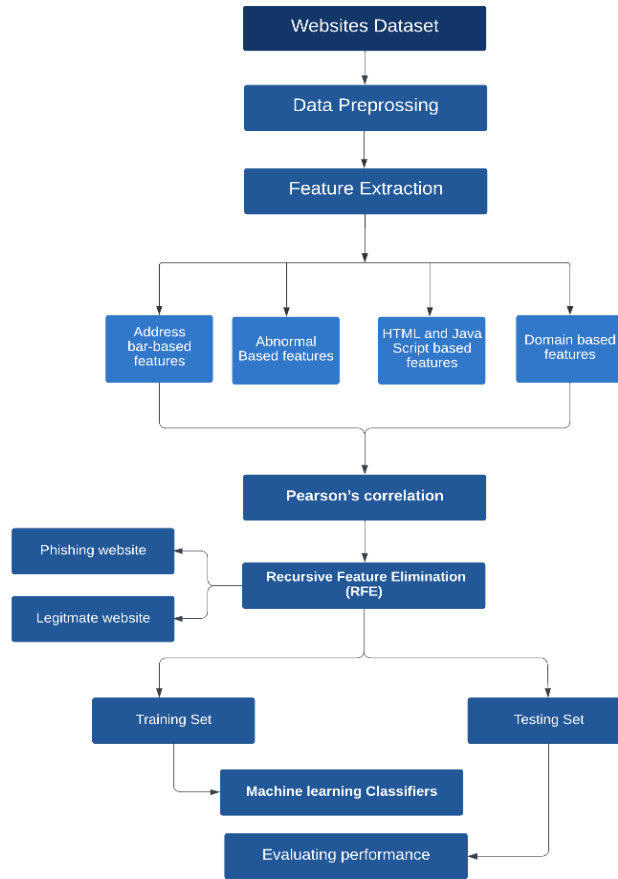 Websites Dataset
Data Preprossing
Feature Extraction
Address
bar-based
features
Abnormal
Based features
HTML and Java
Script based
features
Domain based
features
Pearson's correlation
Phishing website
Recursive Feature Elimination
(RFE)
Legitmate website
Training Set
Testing Set
Machine learning Classifiers
Evaluating performance